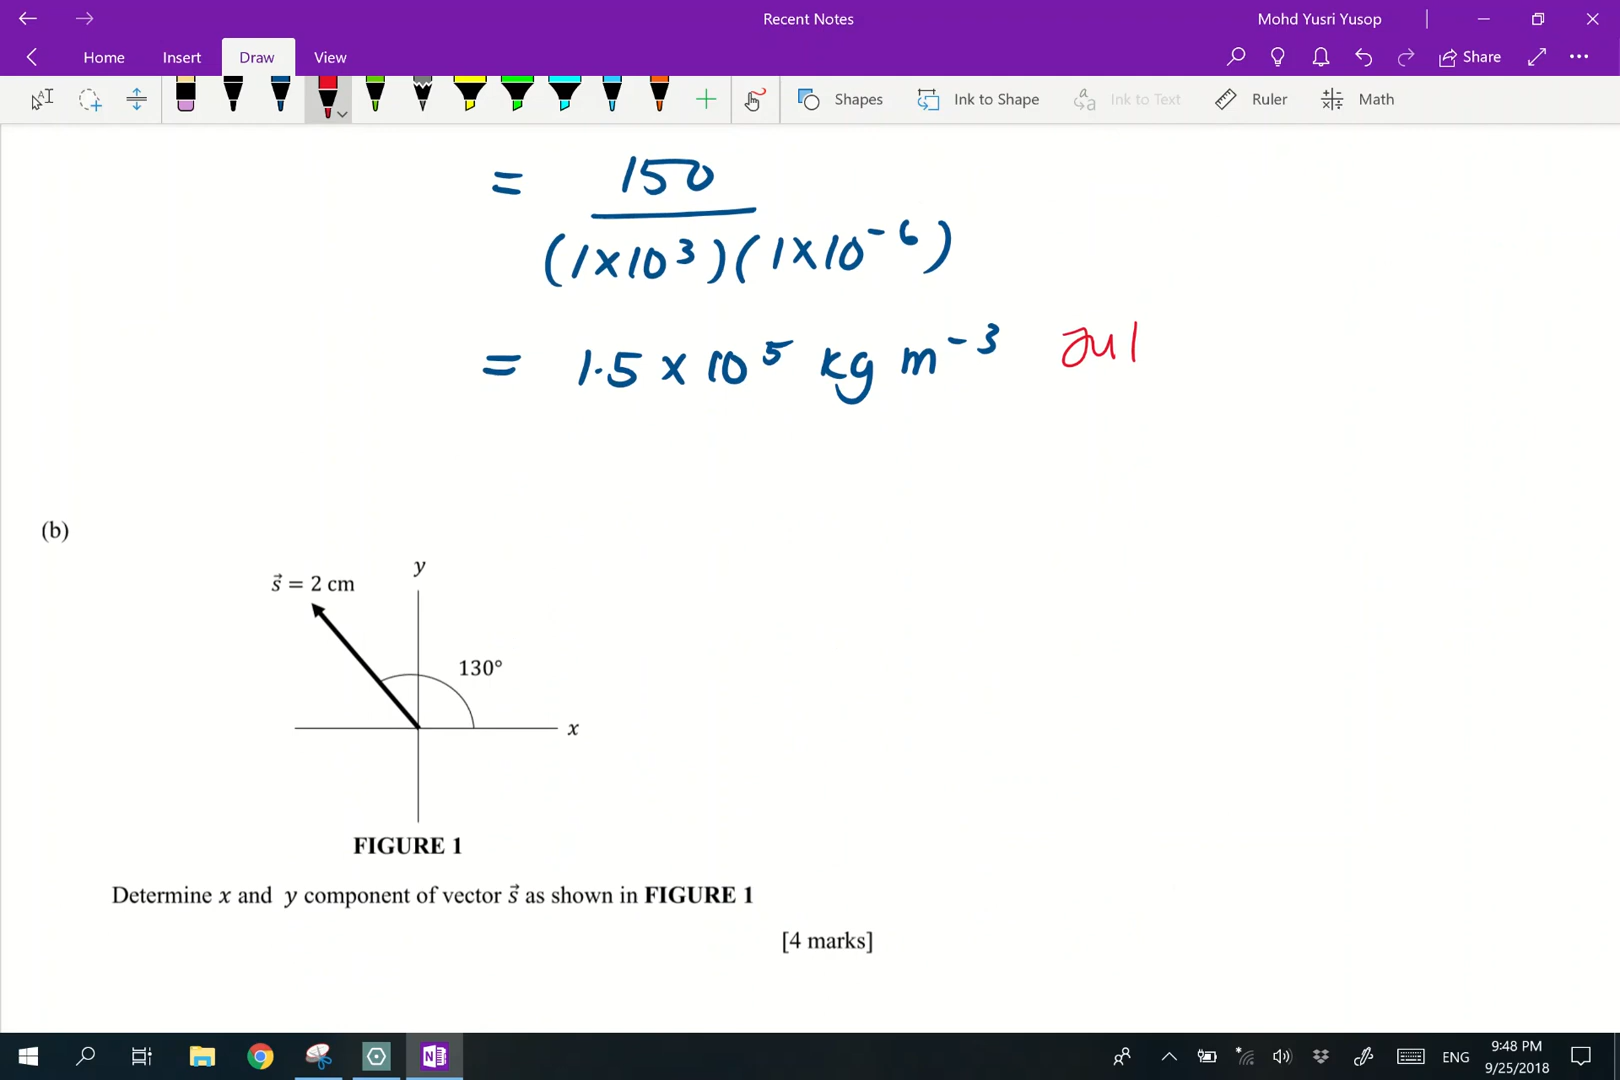 Recent Notes
Mohd Yusri Yusop
Home Insert Draw View
Share
Shapes Ink to Shape Ink to Text Ruler Math
= 150
(1×10³)(1×10⁻⁶)
= 1.5 × 10⁵ kg m⁻³
JU1
(b)
y
s⃗ = 2 cm
130°
x
FIGURE 1
Determine x and y component of vector s⃗ as shown in FIGURE 1
[4 marks]
ENG
9:48 PM
9/25/2018